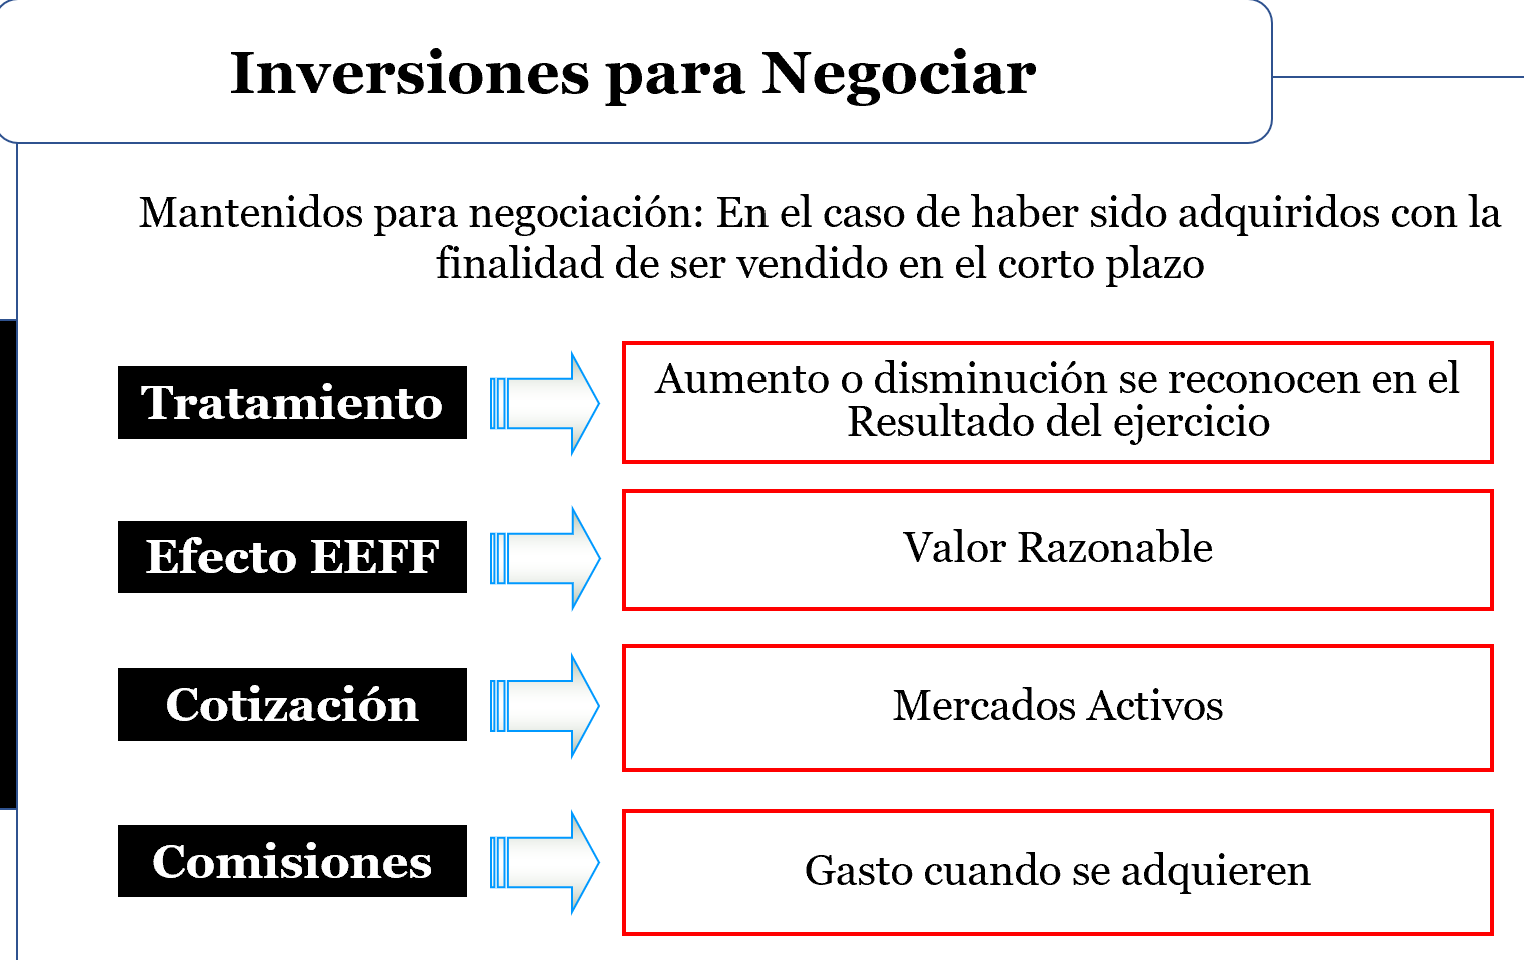 Inversiones para Negociar
Mantenidos para negociación: En el caso de haber sido adquiridos con la
finalidad de ser vendido en el corto plazo
Tratamiento
Aumento o disminución se reconocen en el
Resultado del ejercicio
Efecto EEFF
Valor Razonable
Cotización
Mercados Activos
Comisiones
Gasto cuando se adquieren